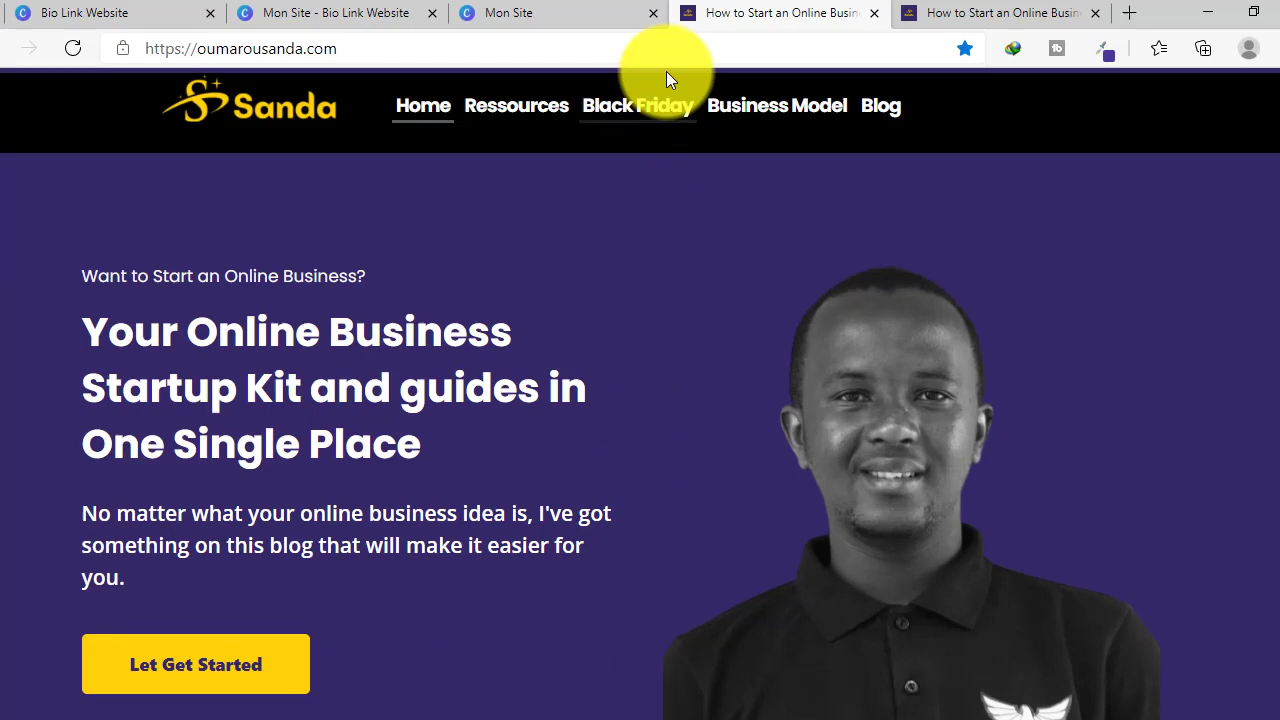 Bio Link Website
Mon Site - Bio Link Website
Mon Site
How to Start an Online Busin
How to Start an Online Busin
https://oumarousanda.com
Sanda
Home
Ressources
Black Friday
Business Model
Blog
Want to Start an Online Business?
Your Online Business
Startup Kit and guides in
One Single Place
No matter what your online business idea is, I've got
something on this blog that will make it easier for
you.
Let Get Started